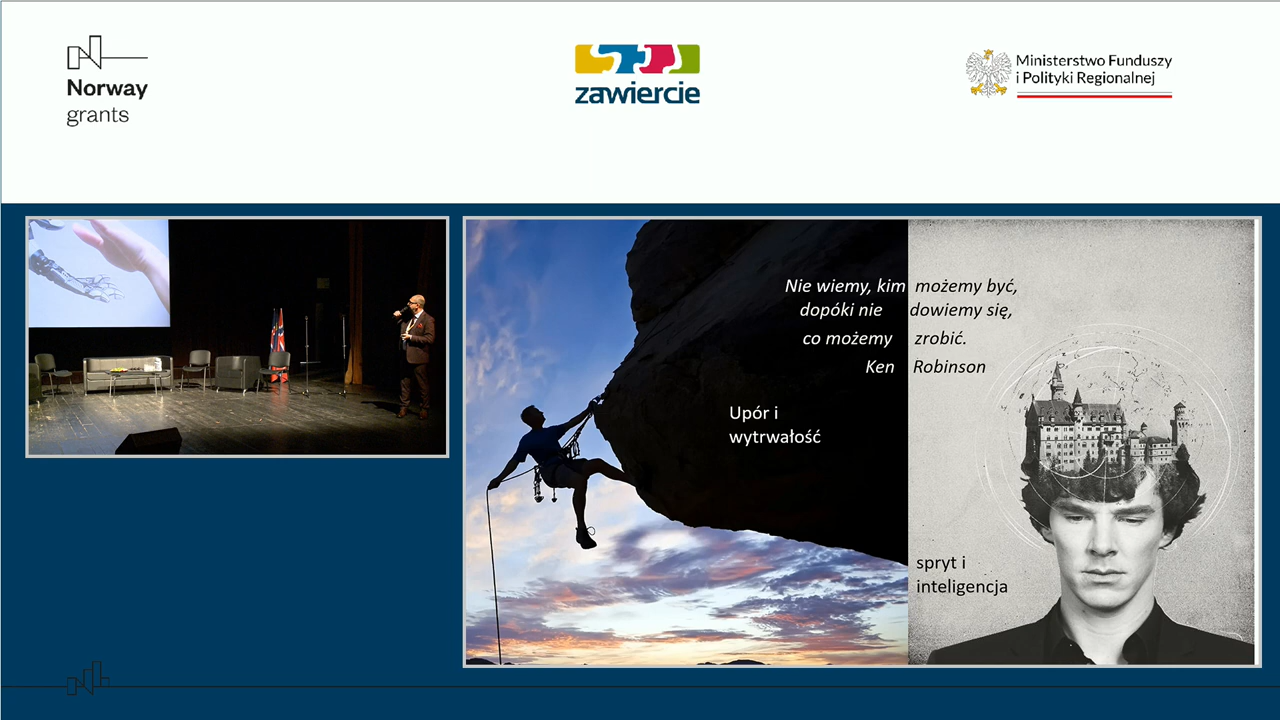 Norway
grants
zawiercie
Ministerstwo Funduszy
i Polityki Regionalnej
Nie wiemy, kim możemy być,
dopóki nie dowiemy się,
co możemy zrobić.
Ken Robinson
Upór i
wytrwałość
spryt i
inteligencja